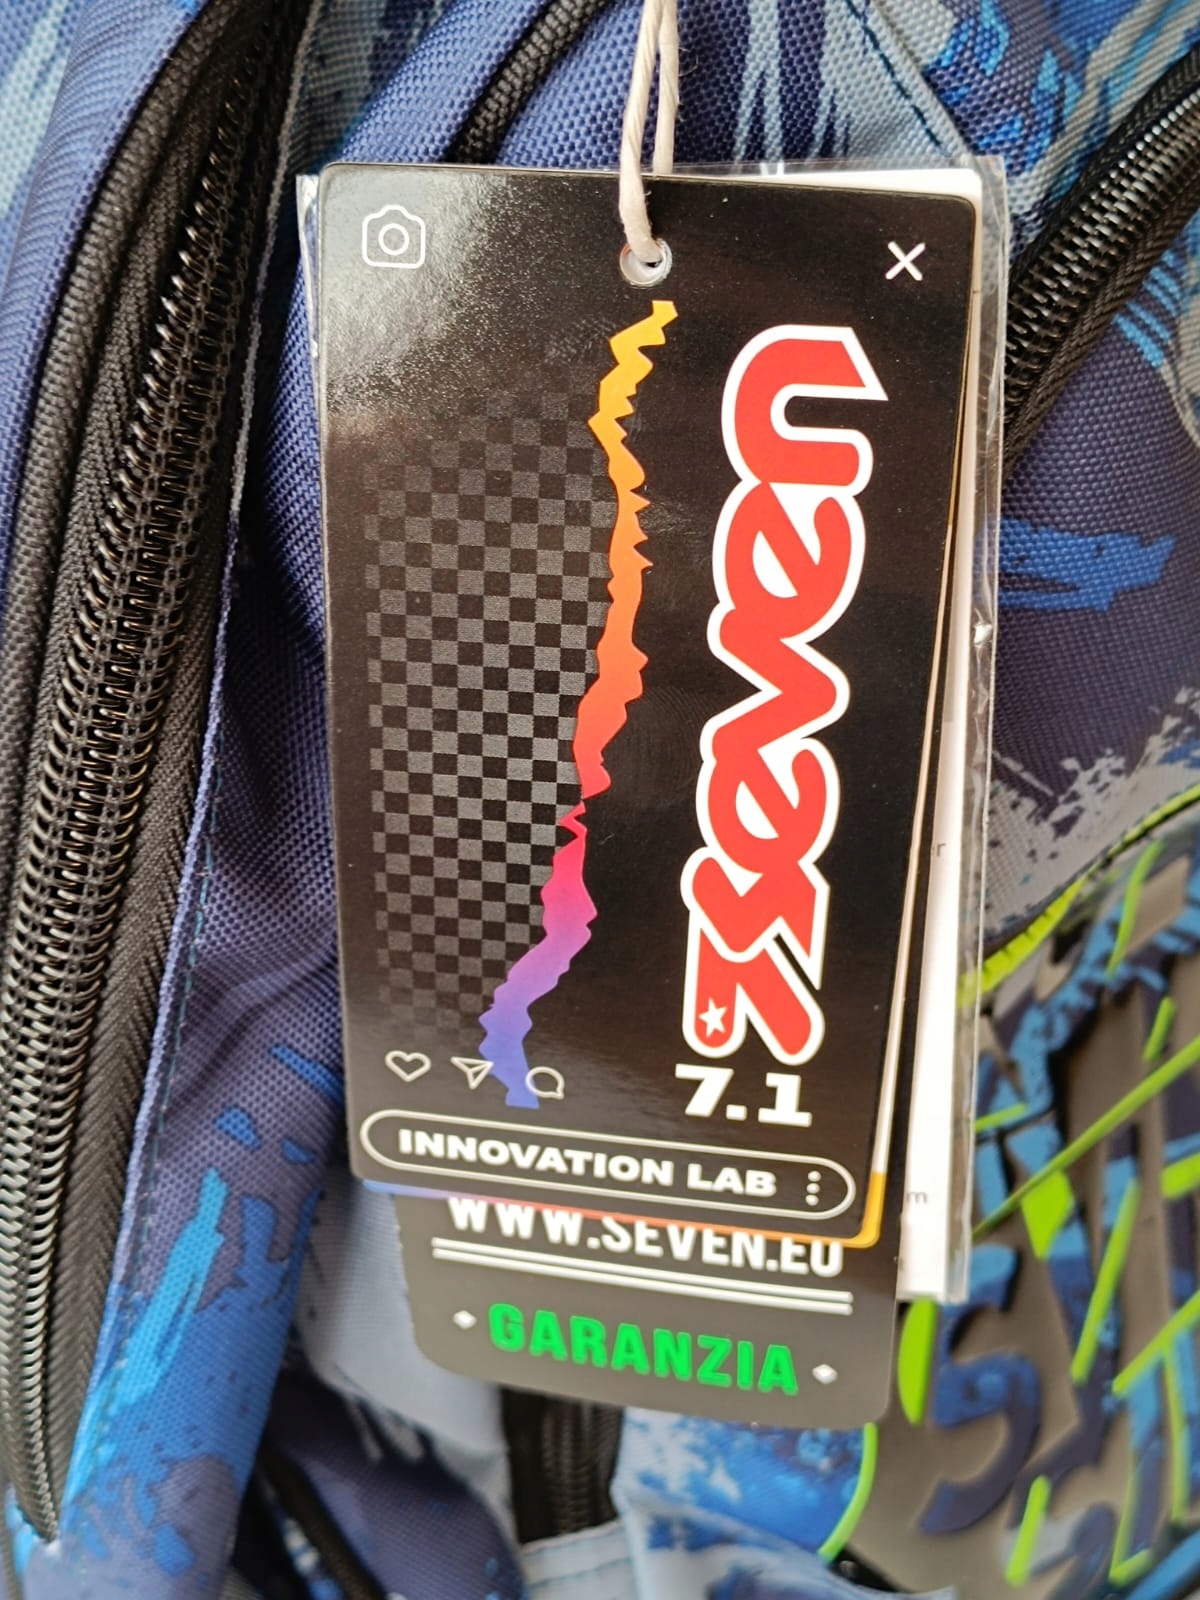 SEVEN
7.1
INNOVATION LAB
WWW.SEVEN.EU
GARANZIA